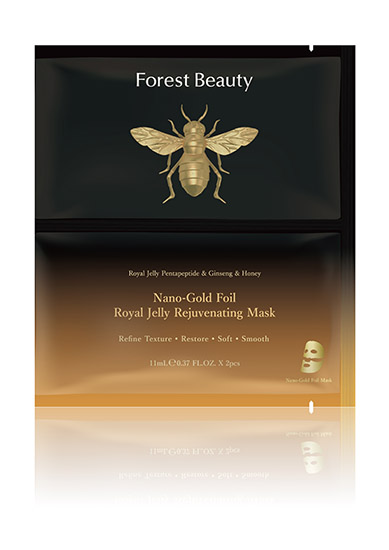 Forest Beauty
Royal Jelly Pentapeptide & Ginseng & Honey
Nano-Gold Foil
Royal Jelly Rejuvenating Mask
Refine Texture • Restore • Soft • Smooth
11mL℮0.37 FL.OZ. X 2pcs
Nano-Gold Foil Mask